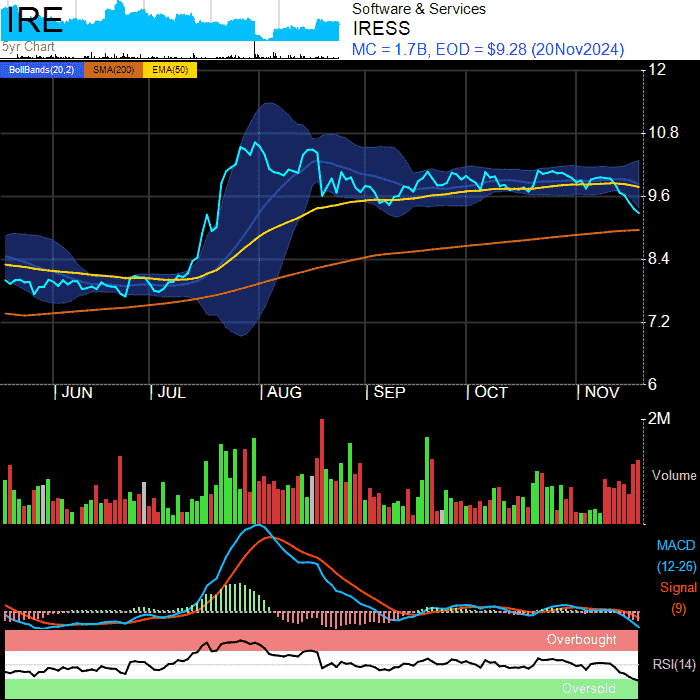 IRE
5yr Chart
Software & Services
IRESS
MC = 1.7B, EOD = $9.28 (20Nov2024)
BollBands(20,2) SMA(200) EMA(50)
12
10.8
9.6
8.4
7.2
6
JUN JUL AUG SEP OCT NOV
2M
Volume
MACD
(12-26)
Signal
(9)
Overbought
RSI(14)
Oversold